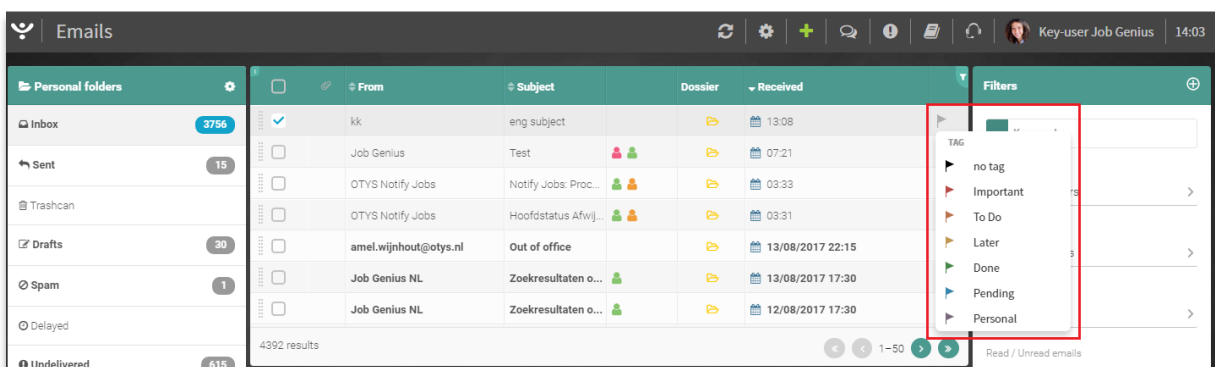 Emails
Key-user Job Genius 14:03
Personal folders
Inbox 3756
Sent 15
Trashcan
Drafts 30
Spam 1
Delayed
Undelivered 615
From Subject Dossier Received
kk eng subject 13:08
Job Genius Test 07:21
OTYS Notify Jobs Notify Jobs: Proc... 03:33
OTYS Notify Jobs Hoofdstatus Afwij... 03:31
amel.wijnhout@otys.nl Out of office 13/08/2017 22:15
Job Genius NL Zoekresultaten o... 13/08/2017 17:30
Job Genius NL Zoekresultaten o... 12/08/2017 17:30
4392 results 1–50
TAG
no tag
Important
To Do
Later
Done
Pending
Personal
Filters
Read / Unread emails